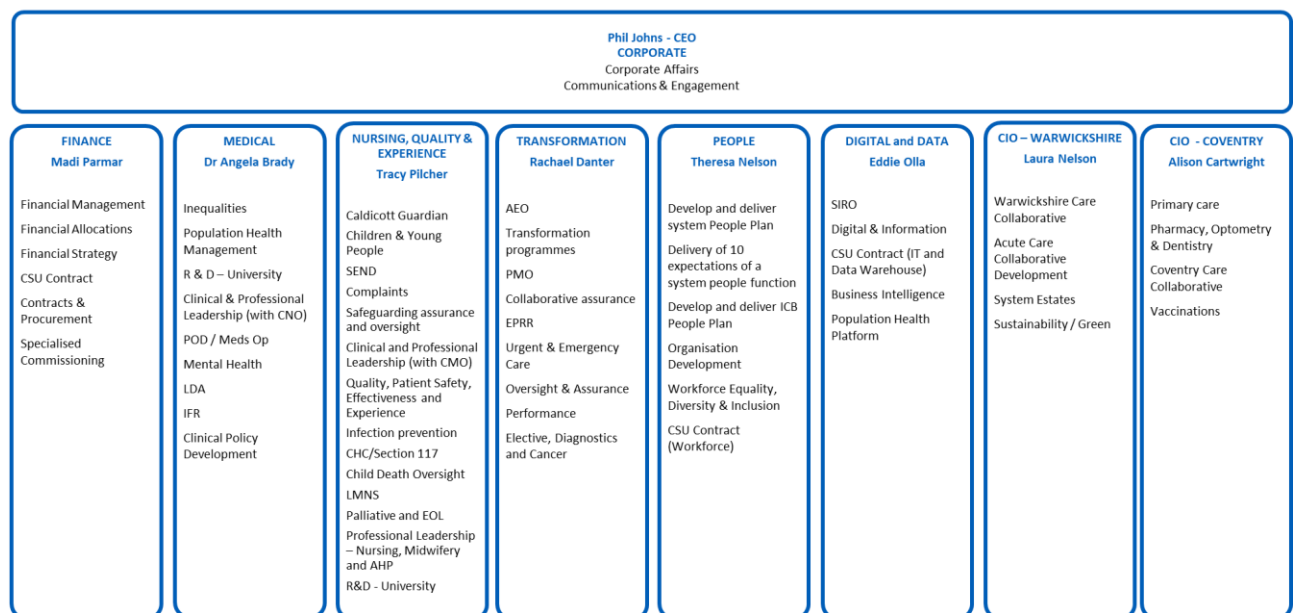 Phil Johns - CEO
CORPORATE
Corporate Affairs
Communications & Engagement
FINANCE
Madi Parmar
Financial Management
Financial Allocations
Financial Strategy
CSU Contract
Contracts &
Procurement
Specialised
Commissioning
MEDICAL
Dr Angela Brady
Inequalities
Population Health
Management
R & D – University
Clinical & Professional
Leadership (with CNO)
POD / Meds Op
Mental Health
LDA
IFR
Clinical Policy
Development
NURSING, QUALITY &
EXPERIENCE
Tracy Pilcher
Caldicott Guardian
Children & Young
People
SEND
Complaints
Safeguarding assurance
and oversight
Clinical and Professional
Leadership (with CMO)
Quality, Patient Safety,
Effectiveness and
Experience
Infection prevention
CHC/Section 117
Child Death Oversight
LMNS
Palliative and EOL
Professional Leadership
– Nursing, Midwifery
and AHP
R&D - University
TRANSFORMATION
Rachael Danter
AEO
Transformation
programmes
PMO
Collaborative assurance
EPRR
Urgent & Emergency
Care
Oversight & Assurance
Performance
Elective, Diagnostics
and Cancer
PEOPLE
Theresa Nelson
Develop and deliver
system People Plan
Delivery of 10
expectations of a
system people function
Develop and deliver ICB
People Plan
Organisation
Development
Workforce Equality,
Diversity & Inclusion
CSU Contract
(Workforce)
DIGITAL and DATA
Eddie Olla
SIRO
Digital & Information
CSU Contract (IT and
Data Warehouse)
Business Intelligence
Population Health
Platform
CIO – WARWICKSHIRE
Laura Nelson
Warwickshire Care
Collaborative
Acute Care
Collaborative
Development
System Estates
Sustainability / Green
CIO - COVENTRY
Alison Cartwright
Primary care
Pharmacy, Optometry
& Dentistry
Coventry Care
Collaborative
Vaccinations